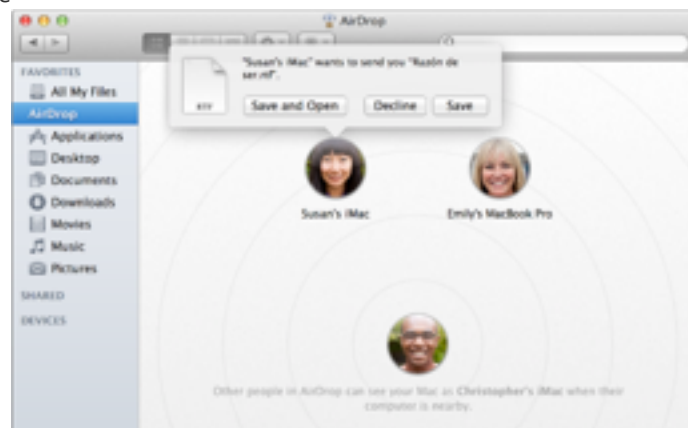 AirDrop
"Susan's iMac" wants to send you "Razón de
ser.rtf".
RTF
Save and Open
Decline
Save
FAVORITES
All My Files
AirDrop
Applications
Desktop
Documents
Downloads
Movies
Music
Pictures
SHARED
DEVICES
Susan's iMac
Emily's MacBook Pro
Other people in AirDrop can see your Mac as Christopher's iMac when their
computer is nearby.